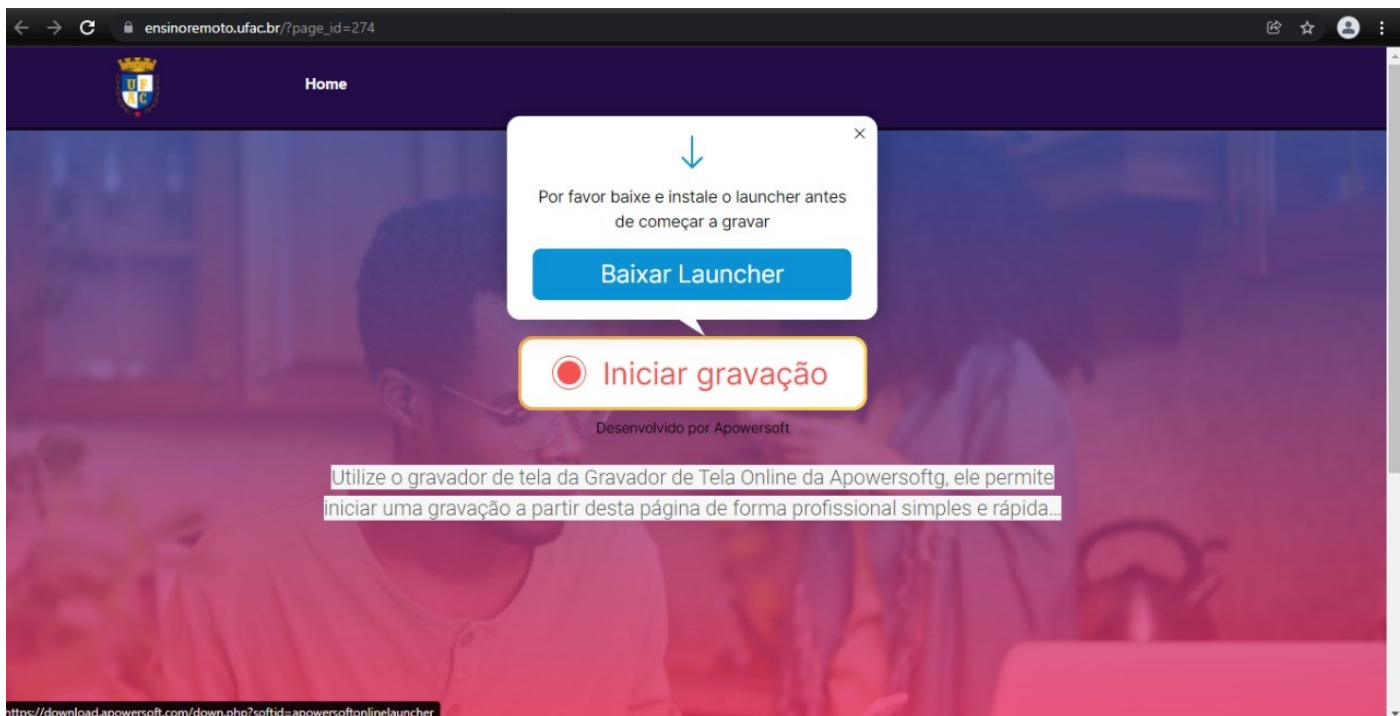 ensinoremoto.ufac.br/?page_id=274
UF
AC
Home
Por favor baixe e instale o launcher antes
de começar a gravar
Baixar Launcher
Iniciar gravação
Desenvolvido por Apowersoft
Utilize o gravador de tela da Gravador de Tela Online da Apowersoftg, ele permite
iniciar uma gravação a partir desta página de forma profissional simples e rápida...
https://download.apowersoft.com/down.php?softid=apowersoftonlinelauncher